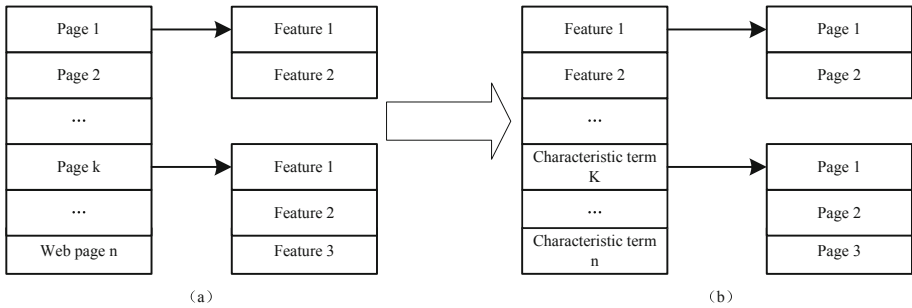 Page 1
Page 2
...
Page k
...
Web page n
Feature 1
Feature 2
Feature 1
Feature 2
Feature 3
(a)
Feature 1
Feature 2
...
Characteristic term
K
...
Characteristic term
n
Page 1
Page 2
Page 1
Page 2
Page 3
(b)